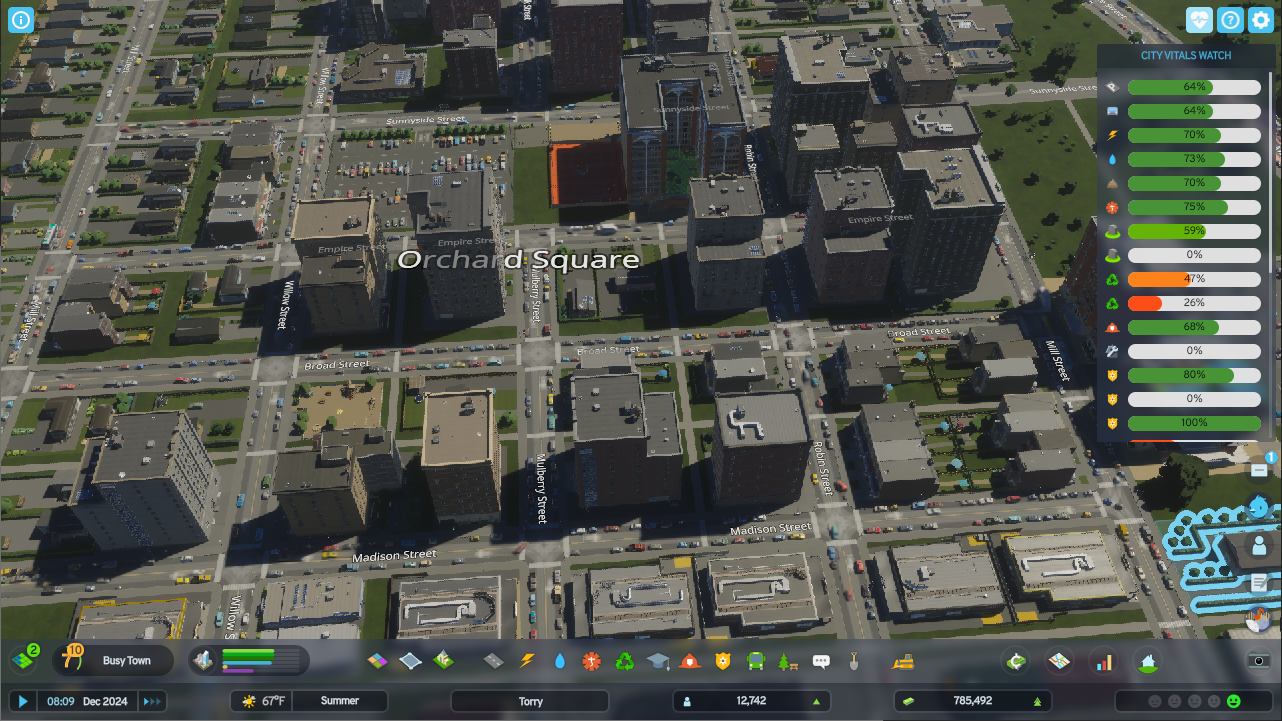 CITY VITALS WATCH
64%
64%
70%
73%
70%
75%
59%
0%
47%
26%
68%
0%
80%
0%
100%
Sunnyside Street
Sunnyside Street
Sunnyside Street
Robin Street
Empire Street
Empire Street
Empire Street
Orchard Square
Willow Street
Mulberry Street
Broad Street
Broad Street
Broad Street
Mill Street
Mulberry Street
Robin Street
Madison Street
Madison Street
1
2
10
Busy Town
08:09 Dec 2024
67°F
Summer
Torry
12,742
785,492